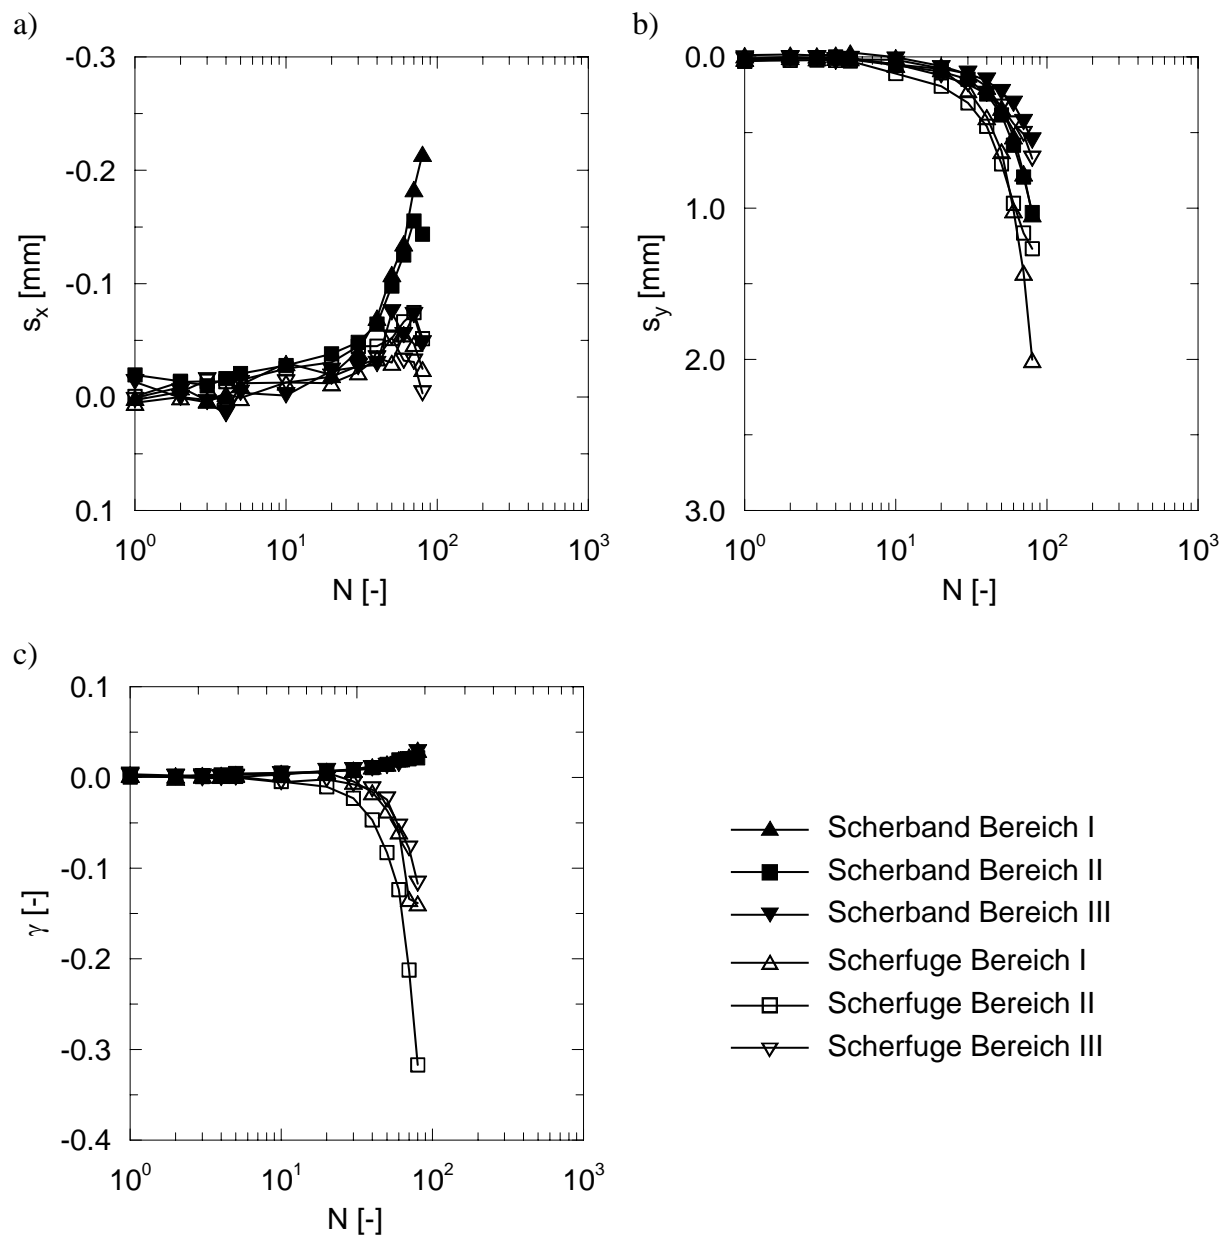 a)
-0.3
-0.2
-0.1
0.0
0.1
s_x [mm]
10^0 10^1 10^2 10^3
N [-]
b)
0.0
1.0
2.0
3.0
s_y [mm]
10^0 10^1 10^2 10^3
N [-]
c)
0.1
0.0
-0.1
-0.2
-0.3
-0.4
γ [-]
10^0 10^1 10^2 10^3
N [-]
Scherband Bereich I
Scherband Bereich II
Scherband Bereich III
Scherfuge Bereich I
Scherfuge Bereich II
Scherfuge Bereich III